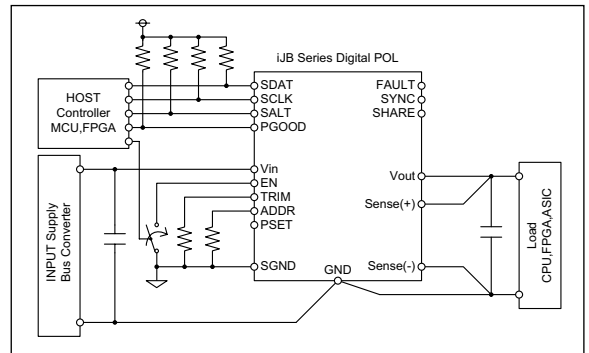 iJB Series Digital POL
HOST
Controller
MCU,FPGA
SDAT
SCLK
SALT
PGOOD
FAULT
SYNC
SHARE
INPUT Supply
Bus Converter
Vin
EN
TRIM
ADDR
PSET
SGND
GND
Vout
Sense(+)
Sense(-)
Load
CPU,FPGA,ASIC